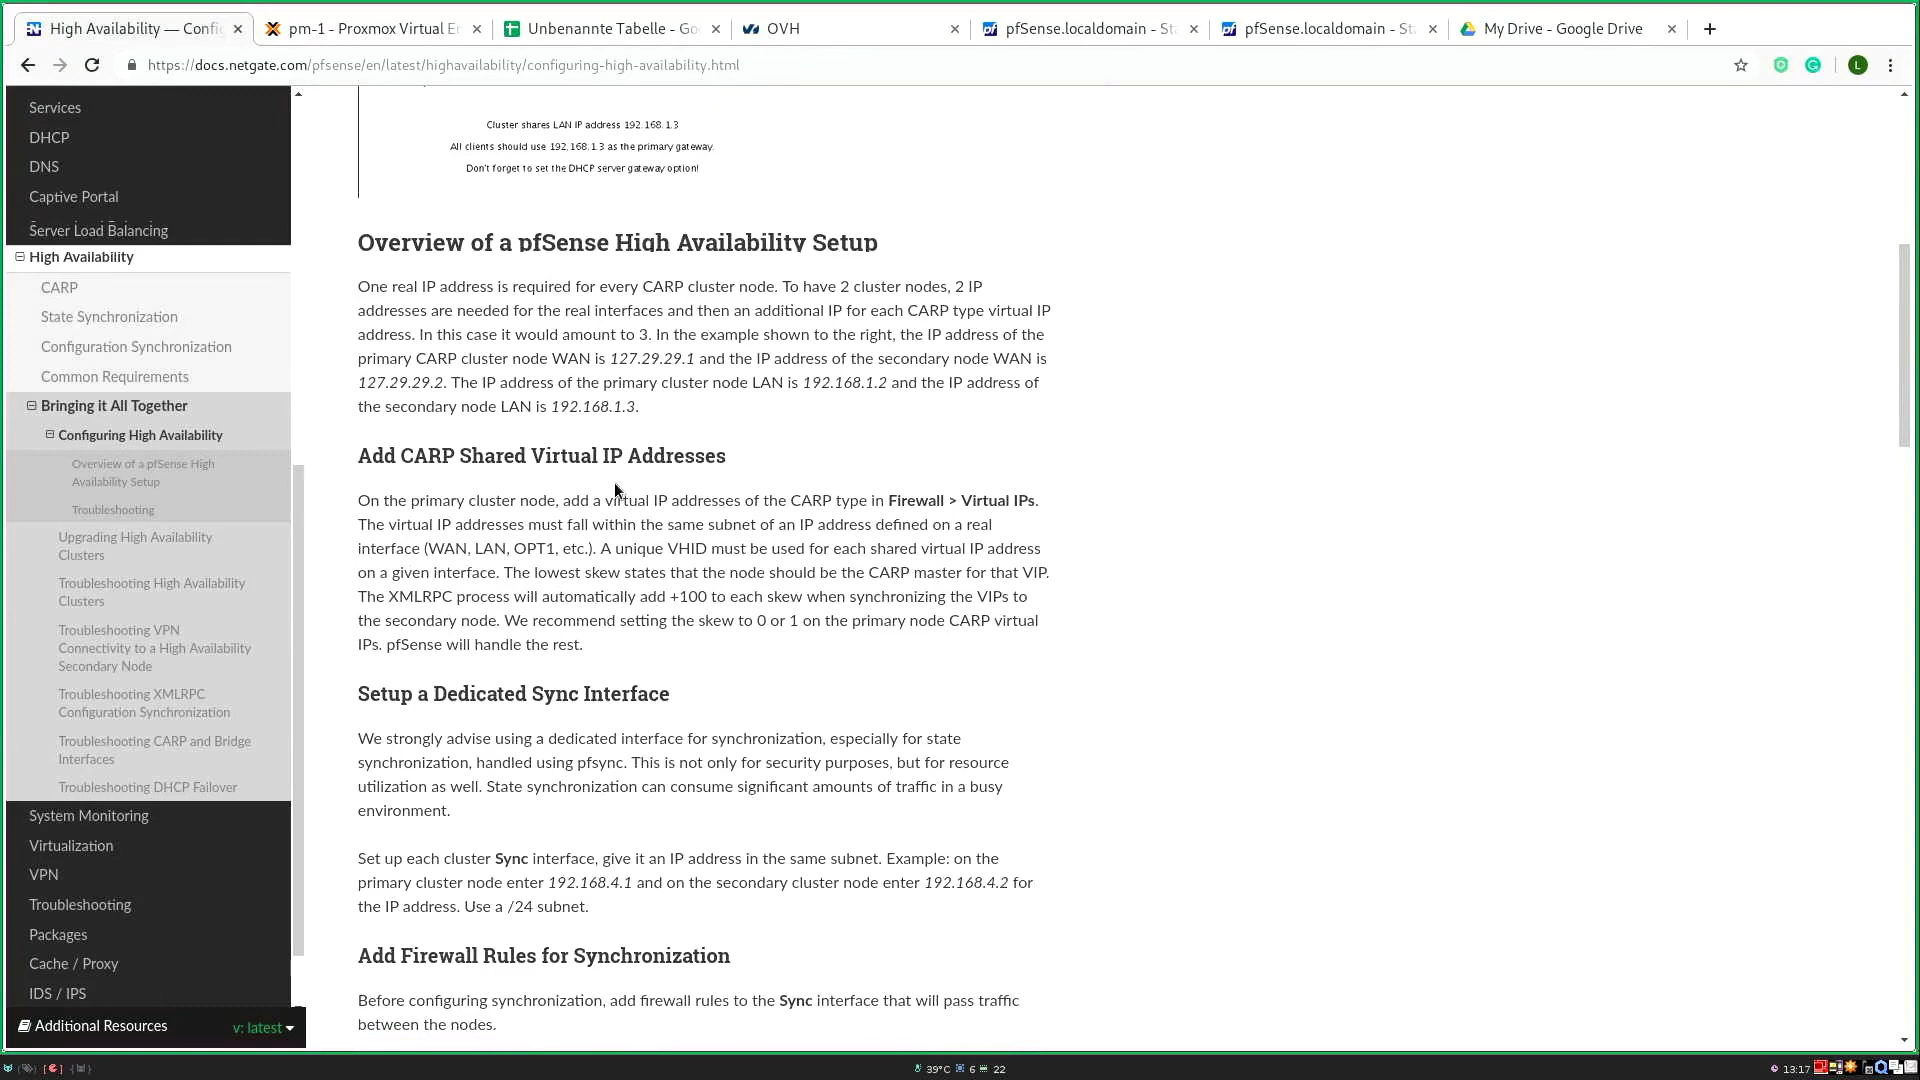 High Availability — Config
pm-1 - Proxmox Virtual En
Unbenannte Tabelle - Go
OVH
pfSense.localdomain - St
pfSense.localdomain - St
My Drive - Google Drive
https://docs.netgate.com/pfsense/en/latest/highavailability/configuring-high-availability.html
L
Services
DHCP
DNS
Captive Portal
Server Load Balancing
High Availability
CARP
State Synchronization
Configuration Synchronization
Common Requirements
Bringing it All Together
Configuring High Availability
Overview of a pfSense High
Availability Setup
Troubleshooting
Upgrading High Availability
Clusters
Troubleshooting High Availability
Clusters
Troubleshooting VPN
Connectivity to a High Availability
Secondary Node
Troubleshooting XMLRPC
Configuration Synchronization
Troubleshooting CARP and Bridge
Interfaces
Troubleshooting DHCP Failover
System Monitoring
Virtualization
VPN
Troubleshooting
Packages
Cache / Proxy
IDS / IPS
Additional Resources
v: latest
Cluster shares LAN IP address 192.168.1.3
All clients should use 192.168.1.3 as the primary gateway.
Don't forget to set the DHCP server gateway option!
Overview of a pfSense High Availability Setup
One real IP address is required for every CARP cluster node. To have 2 cluster nodes, 2 IP
addresses are needed for the real interfaces and then an additional IP for each CARP type virtual IP
address. In this case it would amount to 3. In the example shown to the right, the IP address of the
primary CARP cluster node WAN is 127.29.29.1 and the IP address of the secondary node WAN is
127.29.29.2. The IP address of the primary cluster node LAN is 192.168.1.2 and the IP address of
the secondary node LAN is 192.168.1.3.
Add CARP Shared Virtual IP Addresses
On the primary cluster node, add a virtual IP addresses of the CARP type in Firewall > Virtual IPs.
The virtual IP addresses must fall within the same subnet of an IP address defined on a real
interface (WAN, LAN, OPT1, etc.). A unique VHID must be used for each shared virtual IP address
on a given interface. The lowest skew states that the node should be the CARP master for that VIP.
The XMLRPC process will automatically add +100 to each skew when synchronizing the VIPs to
the secondary node. We recommend setting the skew to 0 or 1 on the primary node CARP virtual
IPs. pfSense will handle the rest.
Setup a Dedicated Sync Interface
We strongly advise using a dedicated interface for synchronization, especially for state
synchronization, handled using pfsync. This is not only for security purposes, but for resource
utilization as well. State synchronization can consume significant amounts of traffic in a busy
environment.
Set up each cluster Sync interface, give it an IP address in the same subnet. Example: on the
primary cluster node enter 192.168.4.1 and on the secondary cluster node enter 192.168.4.2 for
the IP address. Use a /24 subnet.
Add Firewall Rules for Synchronization
Before configuring synchronization, add firewall rules to the Sync interface that will pass traffic
between the nodes.
39°C 6 22
13:17